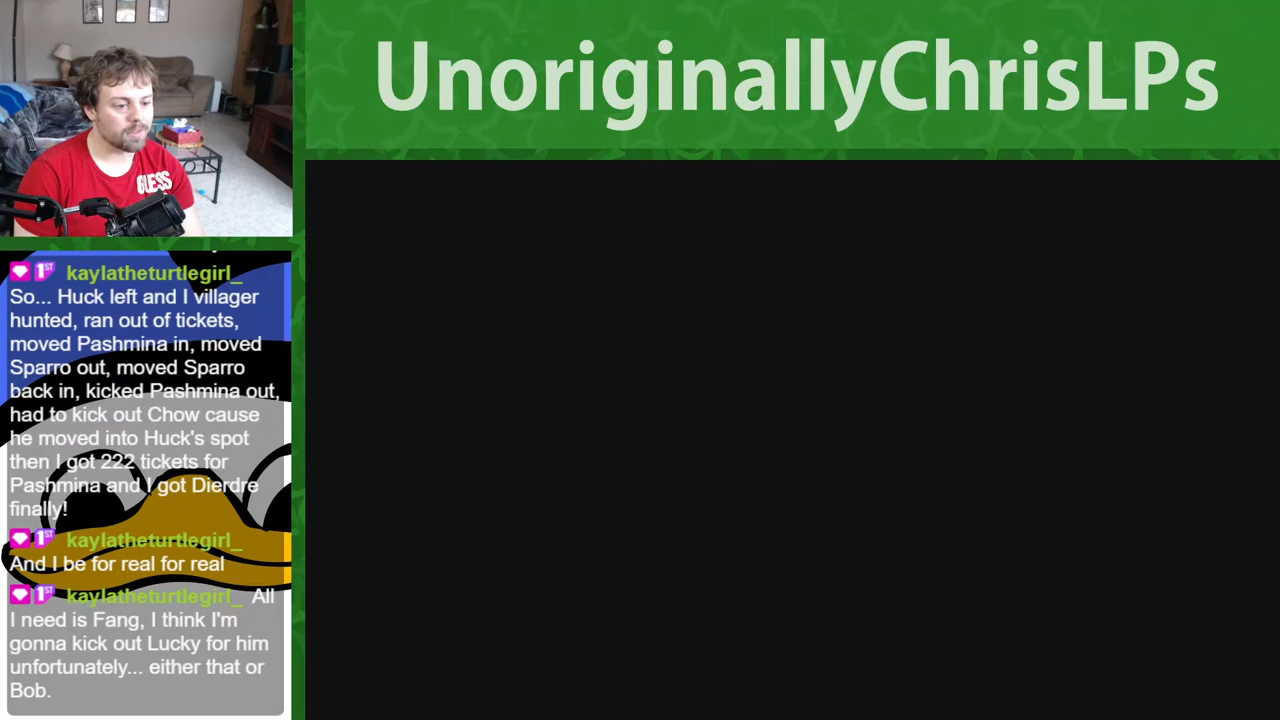 UnoriginallyChrisLPs
GUESS
kaylatheturtlegirl_
So... Huck left and I villager
hunted, ran out of tickets,
moved Pashmina in, moved
Sparro out, moved Sparro
back in, kicked Pashmina out,
had to kick out Chow cause
he moved into Huck's spot
then I got 222 tickets for
Pashmina and I got Dierdre
finally!
kaylatheturtlegirl_
And I be for real for real
kaylatheturtlegirl_ All
I need is Fang, I think I'm
gonna kick out Lucky for him
unfortunately... either that or
Bob.